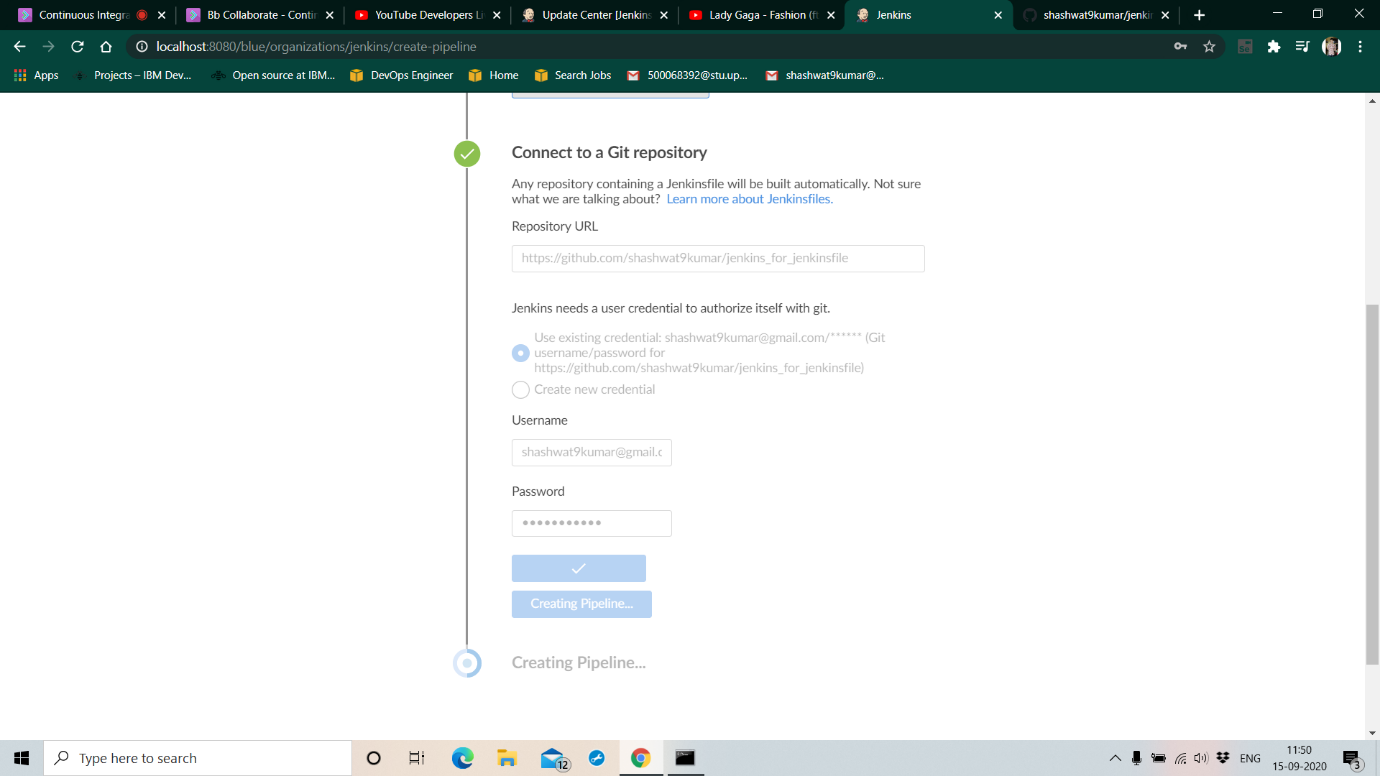 Continuous Integra
Bb Collaborate - Contin
YouTube Developers Li
Update Center [Jenkins
Lady Gaga - Fashion (ft
Jenkins
shashwat9kumar/jenkin
localhost:8080/blue/organizations/jenkins/create-pipeline
Apps
Projects – IBM Dev...
Open source at IBM...
DevOps Engineer
Home
Search Jobs
500068392@stu.up...
shashwat9kumar@...
Connect to a Git repository
Any repository containing a Jenkinsfile will be built automatically. Not sure
what we are talking about? Learn more about Jenkinsfiles.
Repository URL
https://github.com/shashwat9kumar/jenkins_for_jenkinsfile
Jenkins needs a user credential to authorize itself with git.
Use existing credential: shashwat9kumar@gmail.com/****** (Git
username/password for
https://github.com/shashwat9kumar/jenkins_for_jenkinsfile)
Create new credential
Username
shashwat9kumar@gmail.c
Password
•••••••••••
Creating Pipeline...
Creating Pipeline...
Type here to search
12
ENG
11:50
15-09-2020
3